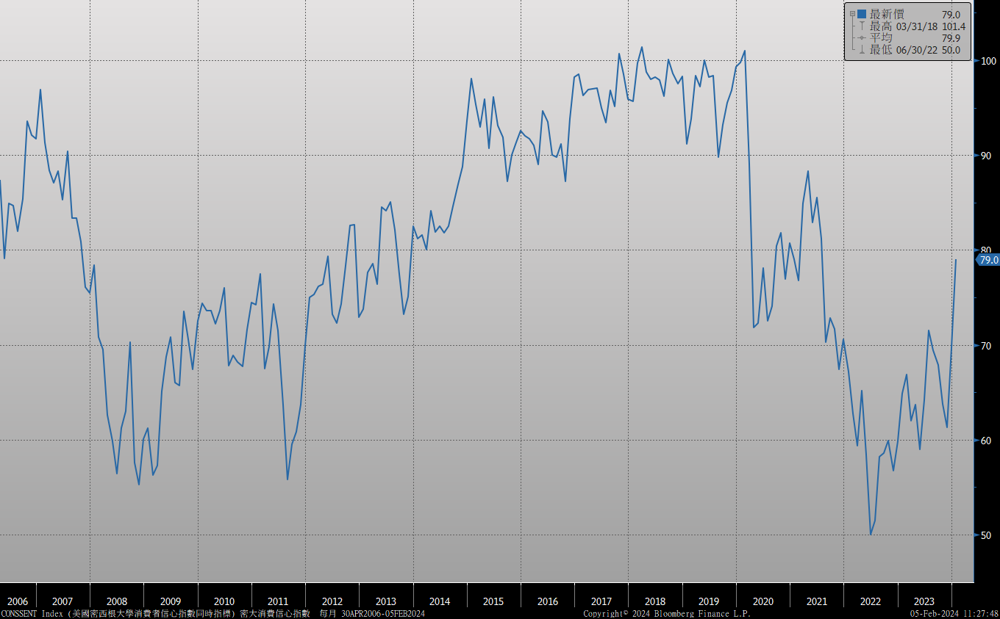 最新價 79.0
最高 03/31/18 101.4
平均 79.9
最低 06/30/22 50.0
100
90
80
79.0
70
60
50
2006 2007 2008 2009 2010 2011 2012 2013 2014 2015 2016 2017 2018 2019 2020 2021 2022 2023
CONSSENT Index (美國密西根大學消費者信心指數同時指標) 密大消費信心指數 每月 30APR2006-05FEB2024 Copyright© 2024 Bloomberg Finance L.P. 05-Feb-2024 11:27:48